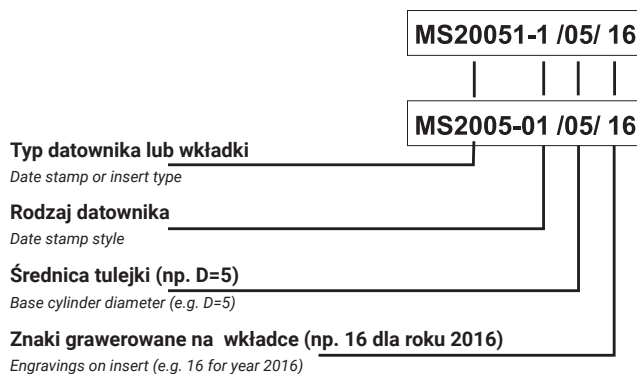 MS20051-1 /05/ 16
MS2005-01 /05/ 16
Typ datownika lub wkładki
Date stamp or insert type
Rodzaj datownika
Date stamp style
Średnica tulejki (np. D=5)
Base cylinder diameter (e.g. D=5)
Znaki grawerowane na wkładce (np. 16 dla roku 2016)
Engravings on insert (e.g. 16 for year 2016)